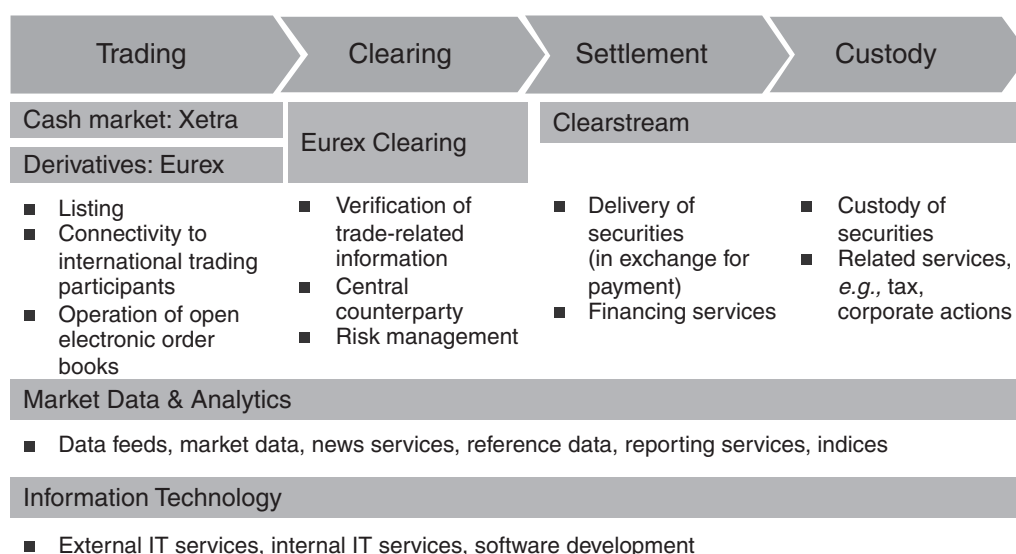 Trading
Clearing
Settlement
Custody
Cash market: Xetra
Derivatives: Eurex
Eurex Clearing
Clearstream
■ Listing
■ Connectivity to
international trading
participants
■ Operation of open
electronic order
books
■ Verification of
trade-related
information
■ Central
counterparty
■ Risk management
■ Delivery of
securities
(in exchange for
payment)
■ Financing services
■ Custody of
securities
■ Related services,
e.g., tax,
corporate actions
Market Data & Analytics
■ Data feeds, market data, news services, reference data, reporting services, indices
Information Technology
■ External IT services, internal IT services, software development